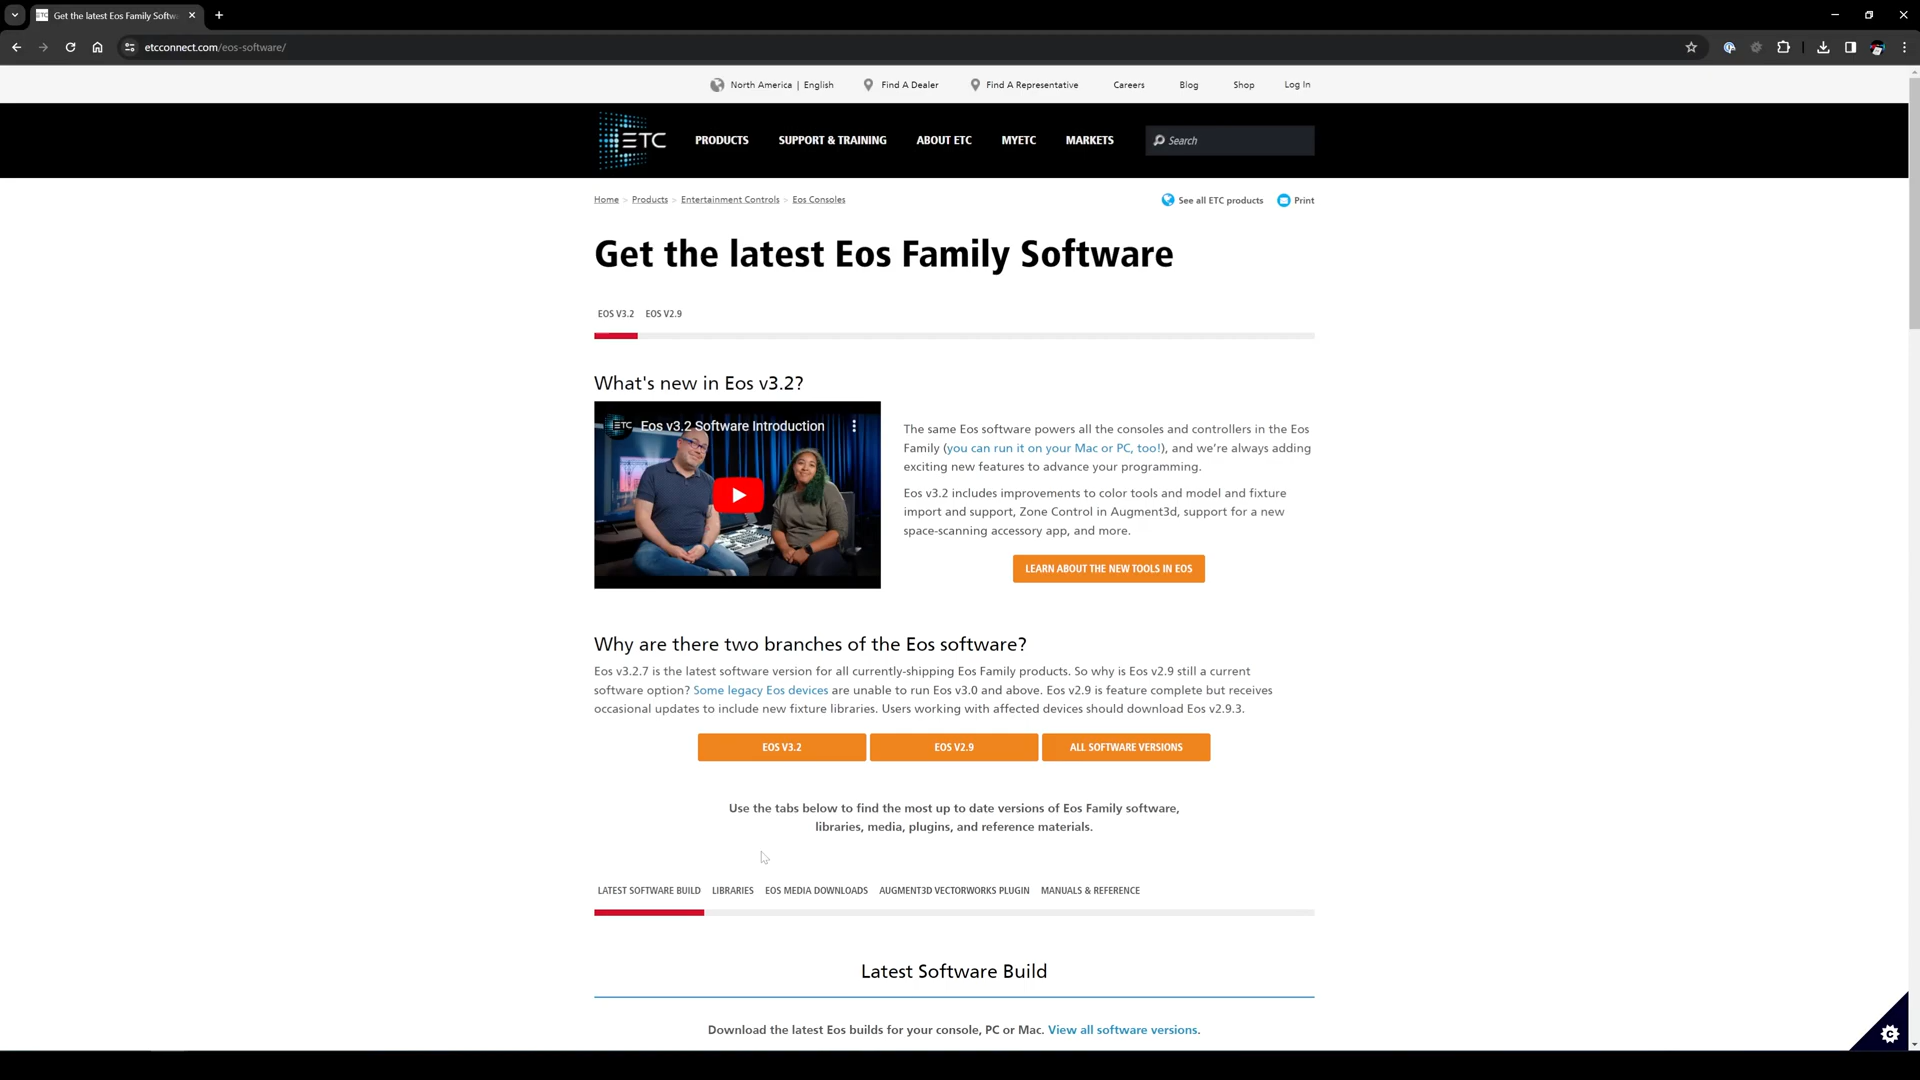 Get the latest Eos Family Softw
etcconnect.com/eos-software/
North America | English
Find A Dealer
Find A Representative
Careers
Blog
Shop
Log In
ETC
PRODUCTS
SUPPORT & TRAINING
ABOUT ETC
MYETC
MARKETS
Search
Home > Products > Entertainment Controls > Eos Consoles
See all ETC products
Print
Get the latest Eos Family Software
EOS V3.2
EOS V2.9
What's new in Eos v3.2?
ETC
Eos v3.2 Software Introduction
The same Eos software powers all the consoles and controllers in the Eos
Family (you can run it on your Mac or PC, too!), and we're always adding
exciting new features to advance your programming.
Eos v3.2 includes improvements to color tools and model and fixture
import and support, Zone Control in Augment3d, support for a new
space-scanning accessory app, and more.
LEARN ABOUT THE NEW TOOLS IN EOS
Why are there two branches of the Eos software?
Eos v3.2.7 is the latest software version for all currently-shipping Eos Family products. So why is Eos v2.9 still a current
software option? Some legacy Eos devices are unable to run Eos v3.0 and above. Eos v2.9 is feature complete but receives
occasional updates to include new fixture libraries. Users working with affected devices should download Eos v2.9.3.
EOS V3.2
EOS V2.9
ALL SOFTWARE VERSIONS
Use the tabs below to find the most up to date versions of Eos Family software,
libraries, media, plugins, and reference materials.
LATEST SOFTWARE BUILD
LIBRARIES
EOS MEDIA DOWNLOADS
AUGMENT3D VECTORWORKS PLUGIN
MANUALS & REFERENCE
Latest Software Build
Download the latest Eos builds for your console, PC or Mac. View all software versions.